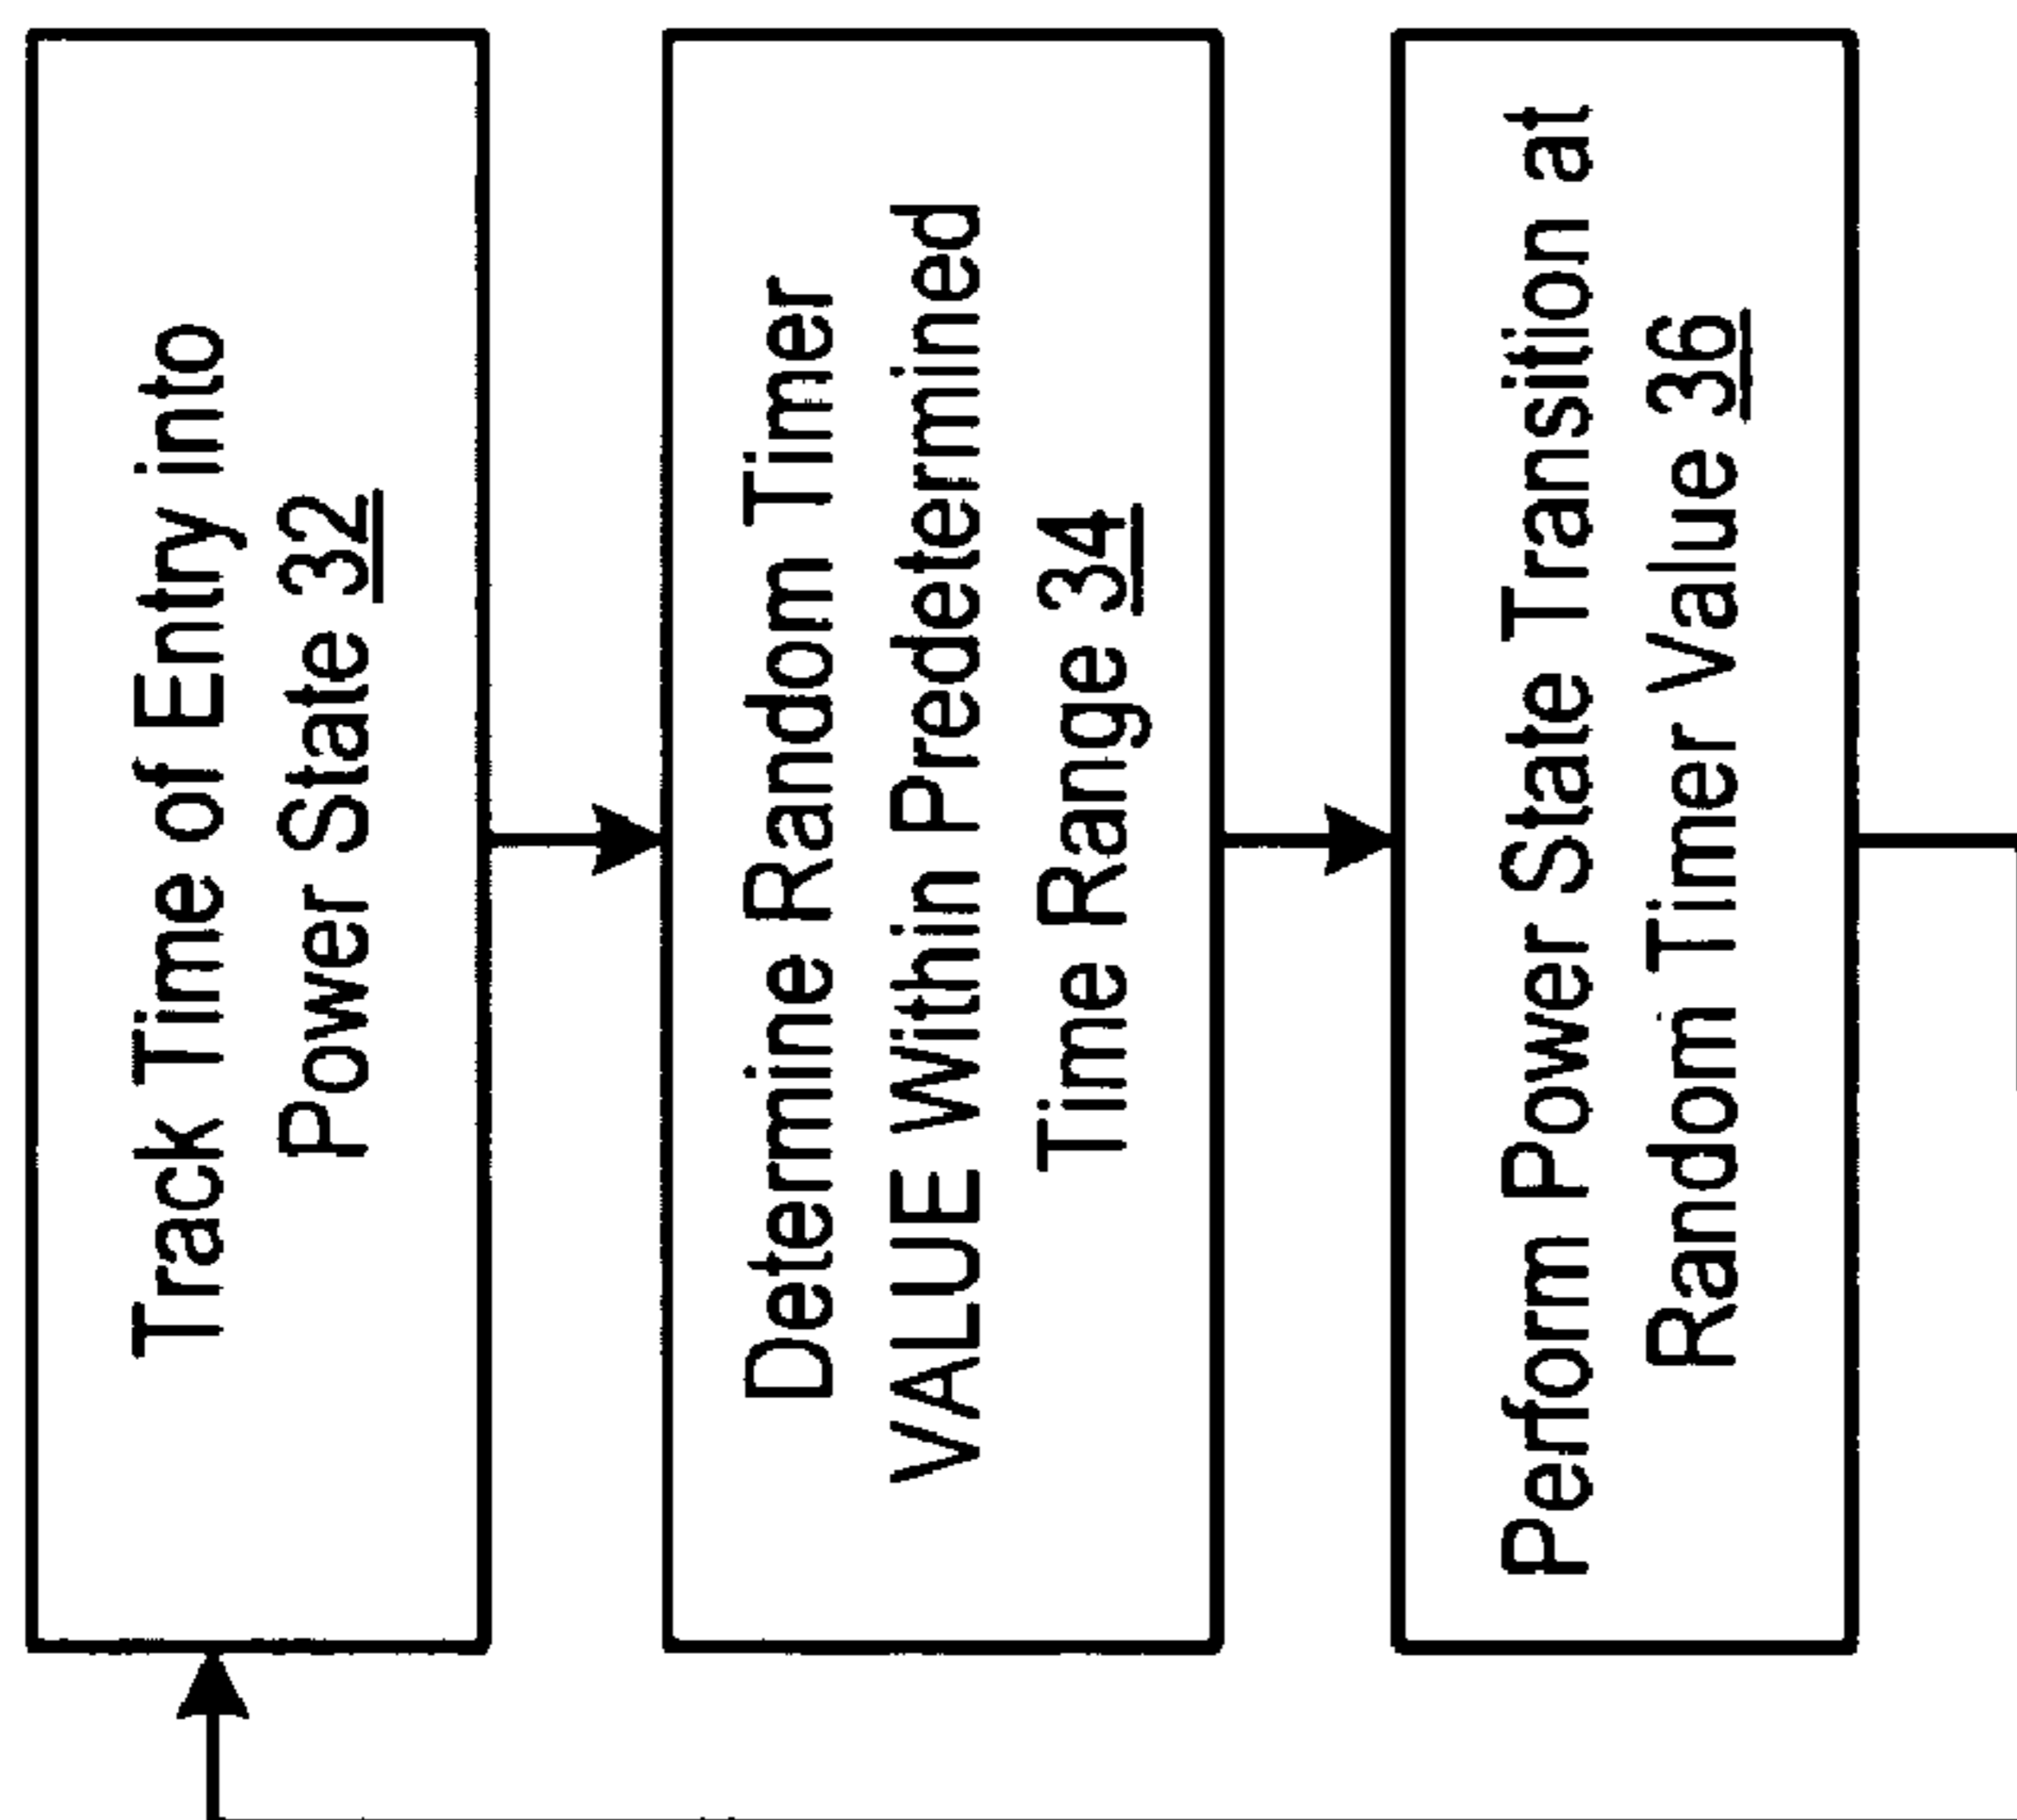 Track Time of Entry into
Power State 32
Determine Random Timer
VALUE Within Predetermined
Time Range 34
Perform Power State Transition at
Random Timer Value 36